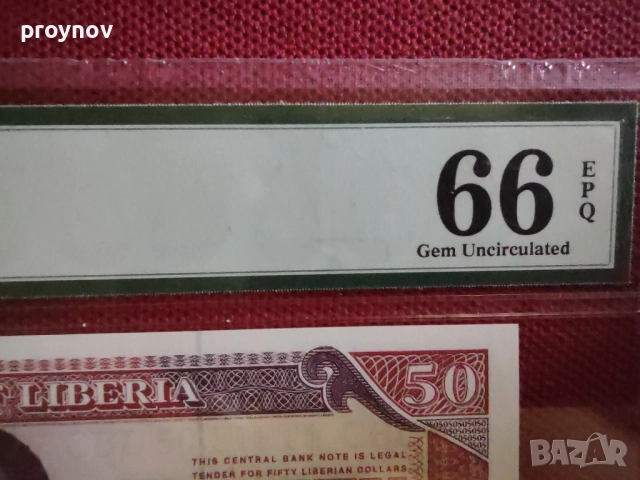 proynov
66
EPQ
Gem Uncirculated
LIBERIA
50
THIS CENTRAL BANK NOTE IS LEGAL
TENDER FOR FIFTY LIBERIAN DOLLARS
BAZAR